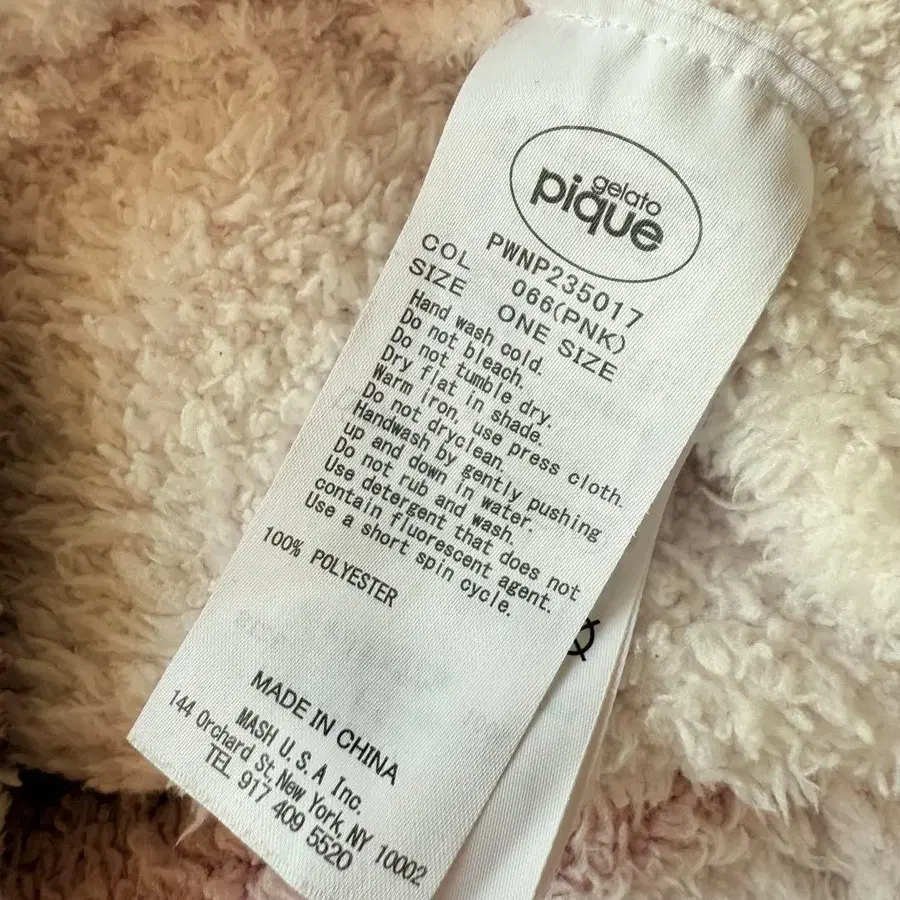 gelato
pique
PWNP235017
COL 066(PNK)
SIZE ONE SIZE
Hand wash cold.
Do not bleach.
Do not tumble dry.
Dry flat in shade.
Warm iron, use press cloth.
Do not dryclean.
Handwash by gently pushing
up and down in water.
Do not rub and wash.
Use detergent that does not
contain fluorescent agent.
Use a short spin cycle.
100% POLYESTER
MADE IN CHINA
MASH U.S.A Inc.
144 Orchard St, New York, NY 10002
TEL 917 409 5520